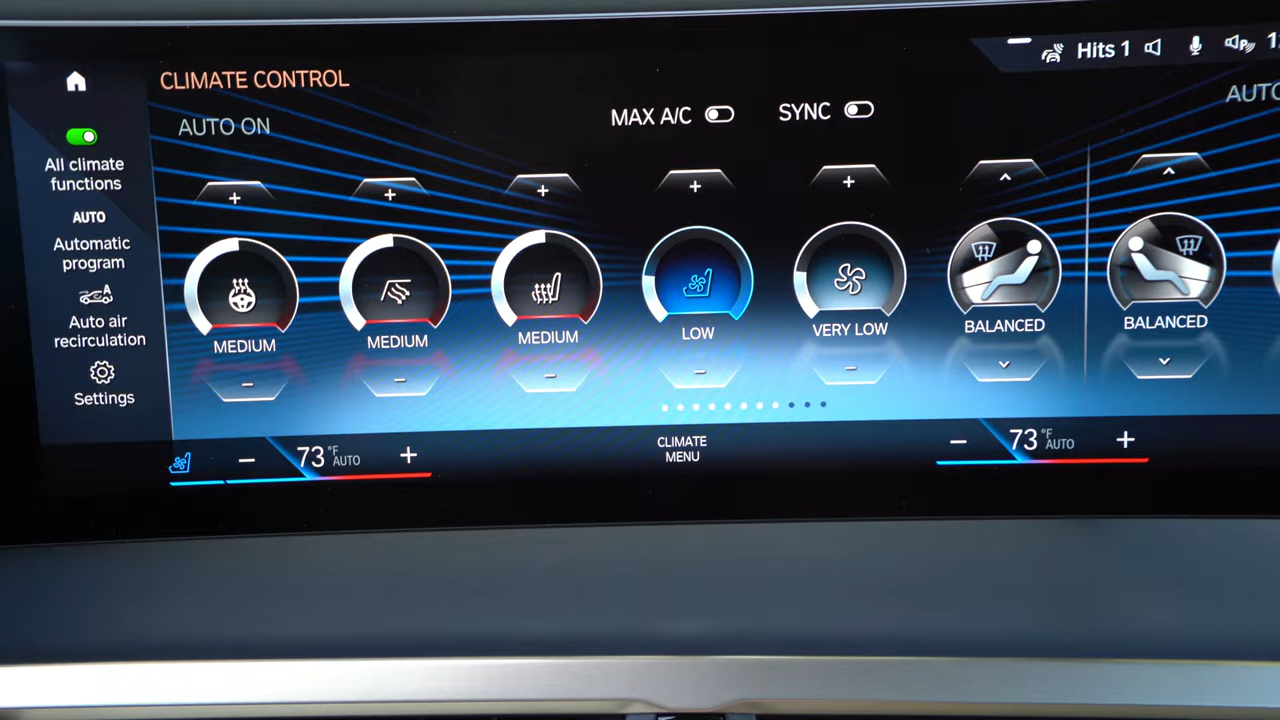 Hits 1
CLIMATE CONTROL
AUTO ON
MAX A/C
SYNC
AUTO
All climate
functions
AUTO
Automatic
program
A
Auto air
recirculation
Settings
+
+
+
+
+
MEDIUM
MEDIUM
MEDIUM
LOW
VERY LOW
BALANCED
BALANCED
−
−
−
−
−
− 73 °F AUTO +
CLIMATE
MENU
− 73 °F AUTO +